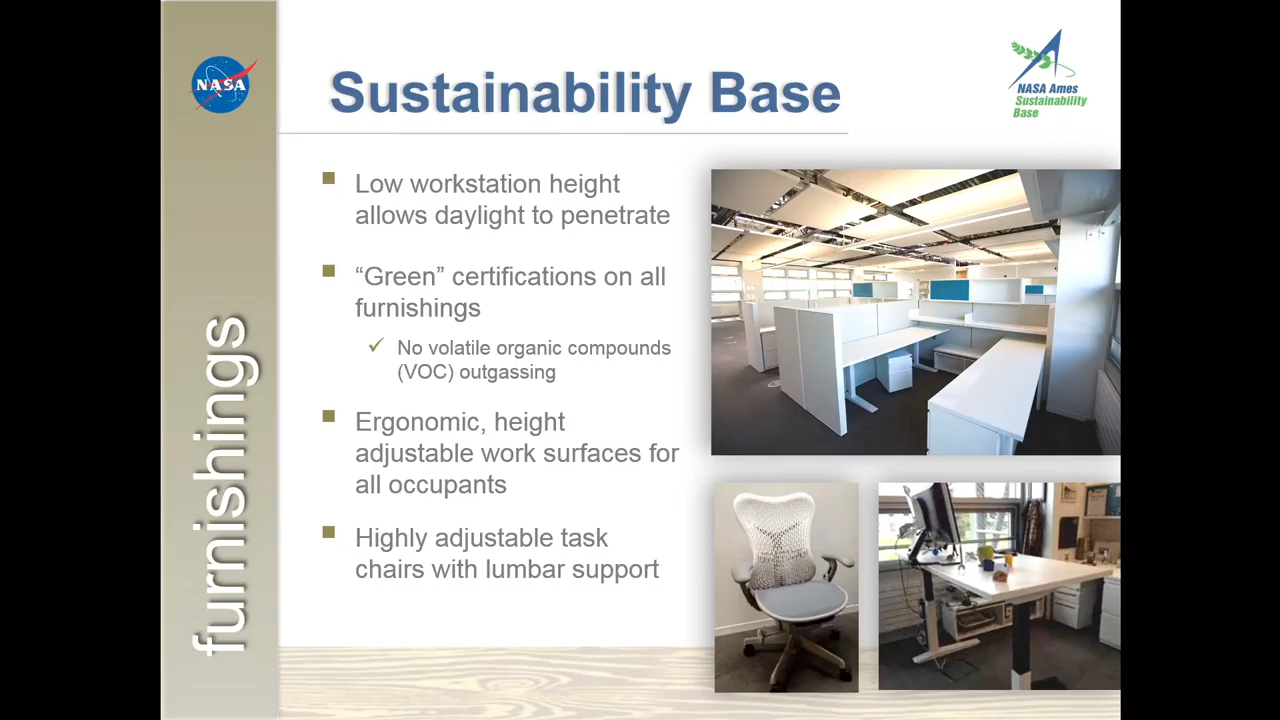 NASA
Sustainability Base
NASA Ames
Sustainability
Base
furnishings
Low workstation height
allows daylight to penetrate
“Green” certifications on all
furnishings
No volatile organic compounds
(VOC) outgassing
Ergonomic, height
adjustable work surfaces for
all occupants
Highly adjustable task
chairs with lumbar support